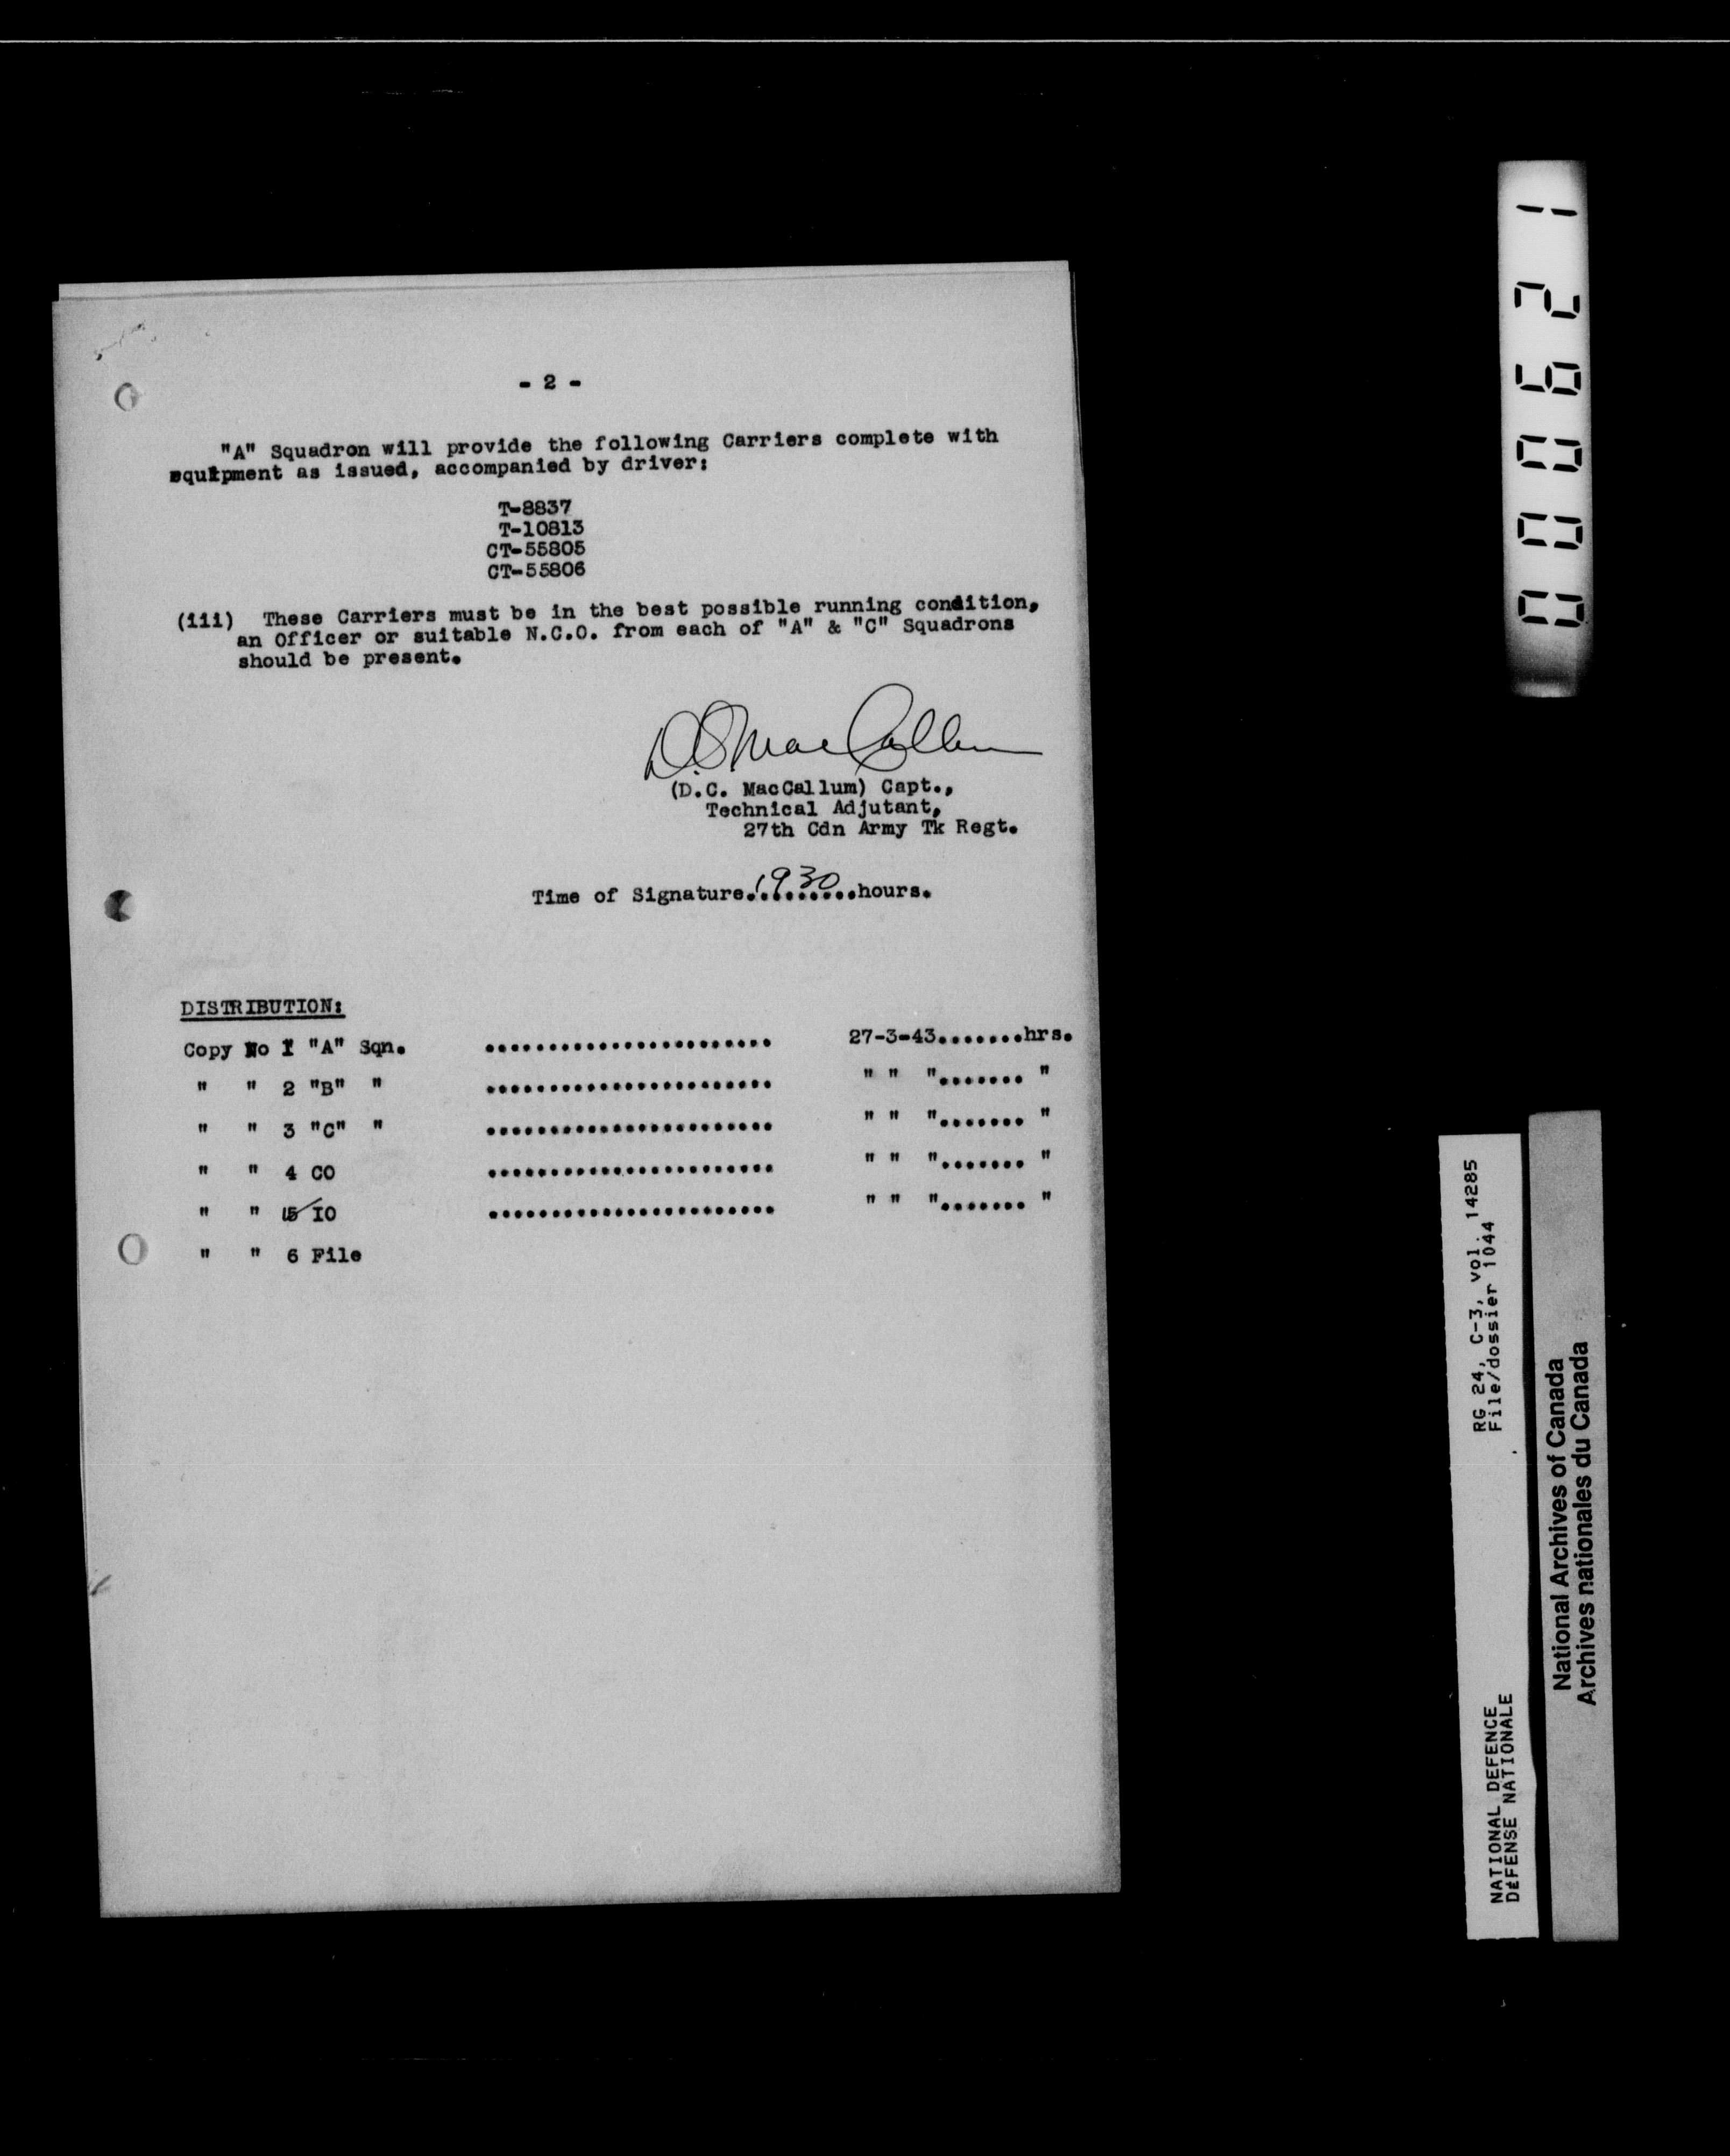 - 2 -
"A" Squadron will provide the following Carriers complete with
equipment as issued, accompanied by driver:
T-8837
T-10813
CT-55805
CT-55806
(iii) These Carriers must be in the best possible running condition,
an Officer or suitable N.C.O. from each of "A" & "C" Squadrons
should be present.
D.C. MacCallum
(D.C. MacCallum) Capt.,
Technical Adjutant,
27th Cdn Army Tk Regt.
Time of Signature..1930..hours.
DISTRIBUTION:
Copy No 1 "A" Sqn. ....................... 27-3-43.......hrs.
" " 2 "B" " ....................... " " "....... "
" " 3 "C" " ....................... " " "....... "
" " 4 CO ....................... " " "....... "
" " 5 IO ....................... " " "....... "
" " 6 File
000621
RG 24, C-3, vol. 14285
File/dossier 1044
NATIONAL DEFENCE
DÉFENSE NATIONALE
National Archives of Canada
Archives nationales du Canada